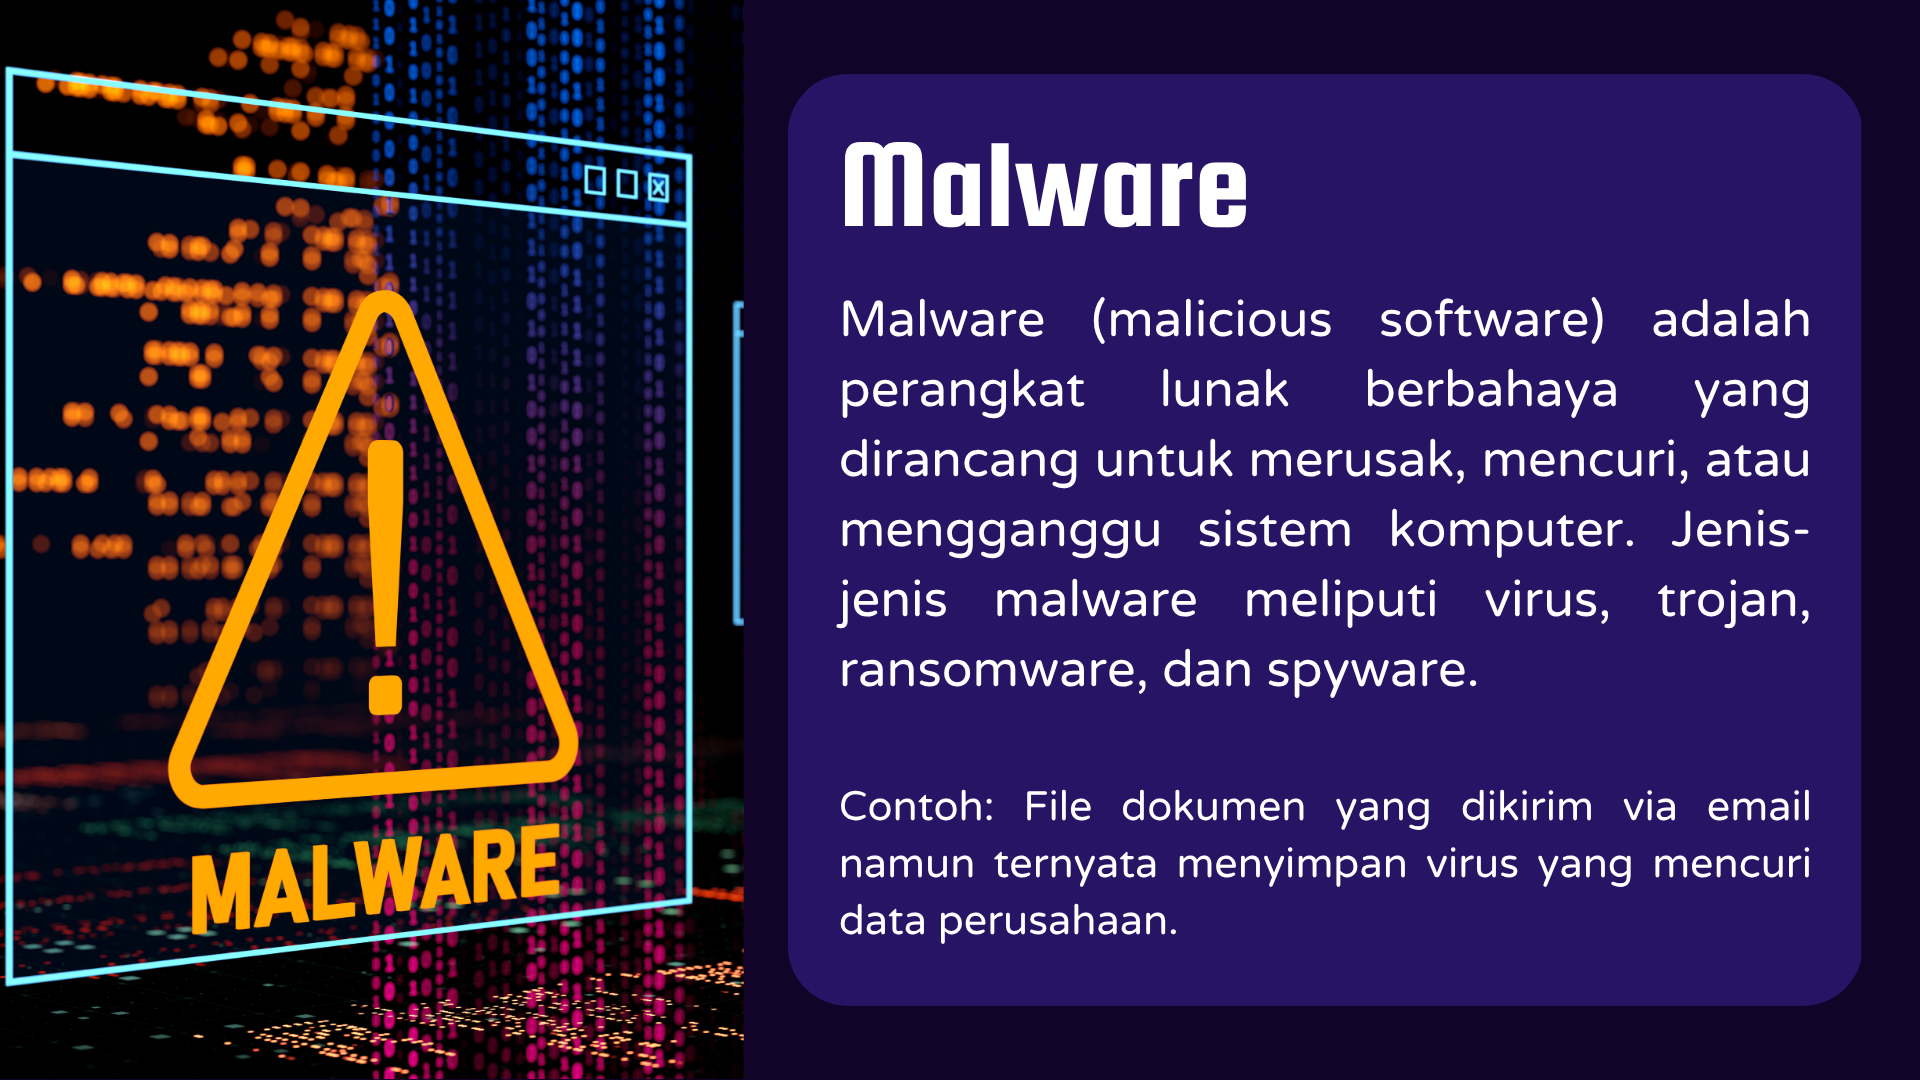 MALWARE
Malware
Malware (malicious software) adalah
perangkat lunak berbahaya yang
dirancang untuk merusak, mencuri, atau
mengganggu sistem komputer. Jenis-
jenis malware meliputi virus, trojan,
ransomware, dan spyware.
Contoh: File dokumen yang dikirim via email
namun ternyata menyimpan virus yang mencuri
data perusahaan.